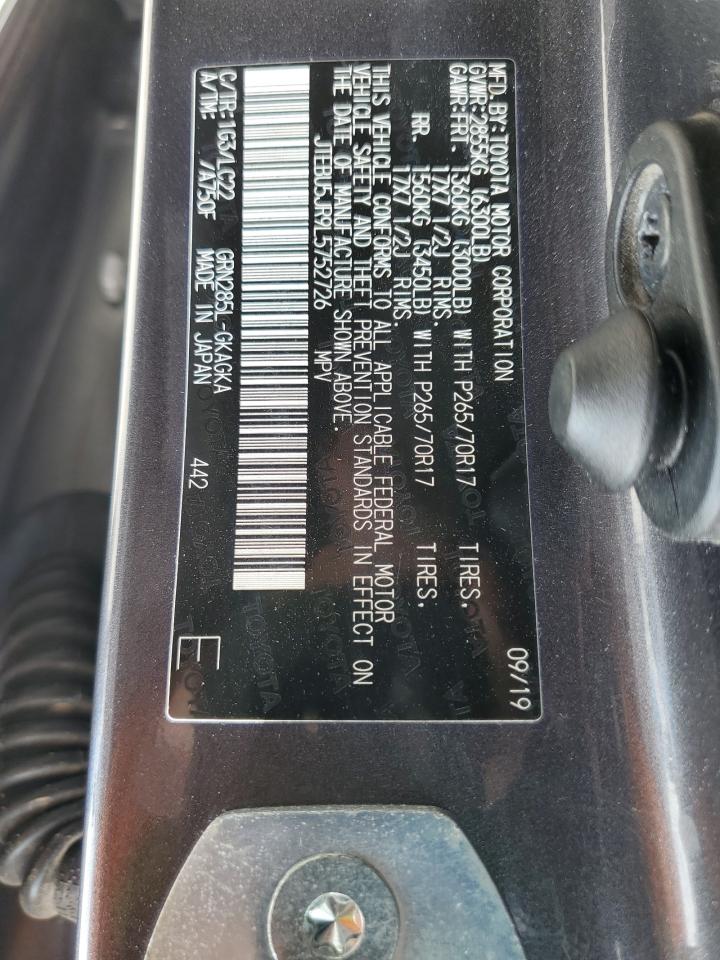 MFD. BY: TOYOTA MOTOR CORPORATION 09/19
GVWR: 2855KG (6300LB)
GAWR: FRT. 1360KG (3000LB) WITH P265/70R17 TIRES,
17X7 1/2J RIMS.
RR. 1560KG (3450LB) WITH P265/70R17 TIRES,
17X7 1/2J RIMS.
THIS VEHICLE CONFORMS TO ALL APPLICABLE FEDERAL MOTOR
VEHICLE SAFETY AND THEFT PREVENTION STANDARDS IN EFFECT ON
THE DATE OF MANUFACTURE SHOWN ABOVE.
JTEBU5JR9L5752726 MPV
C/TR: 1G3/LC22 GRN285L-GKAGKA
A/TM: /A750F MADE IN JAPAN 442
E